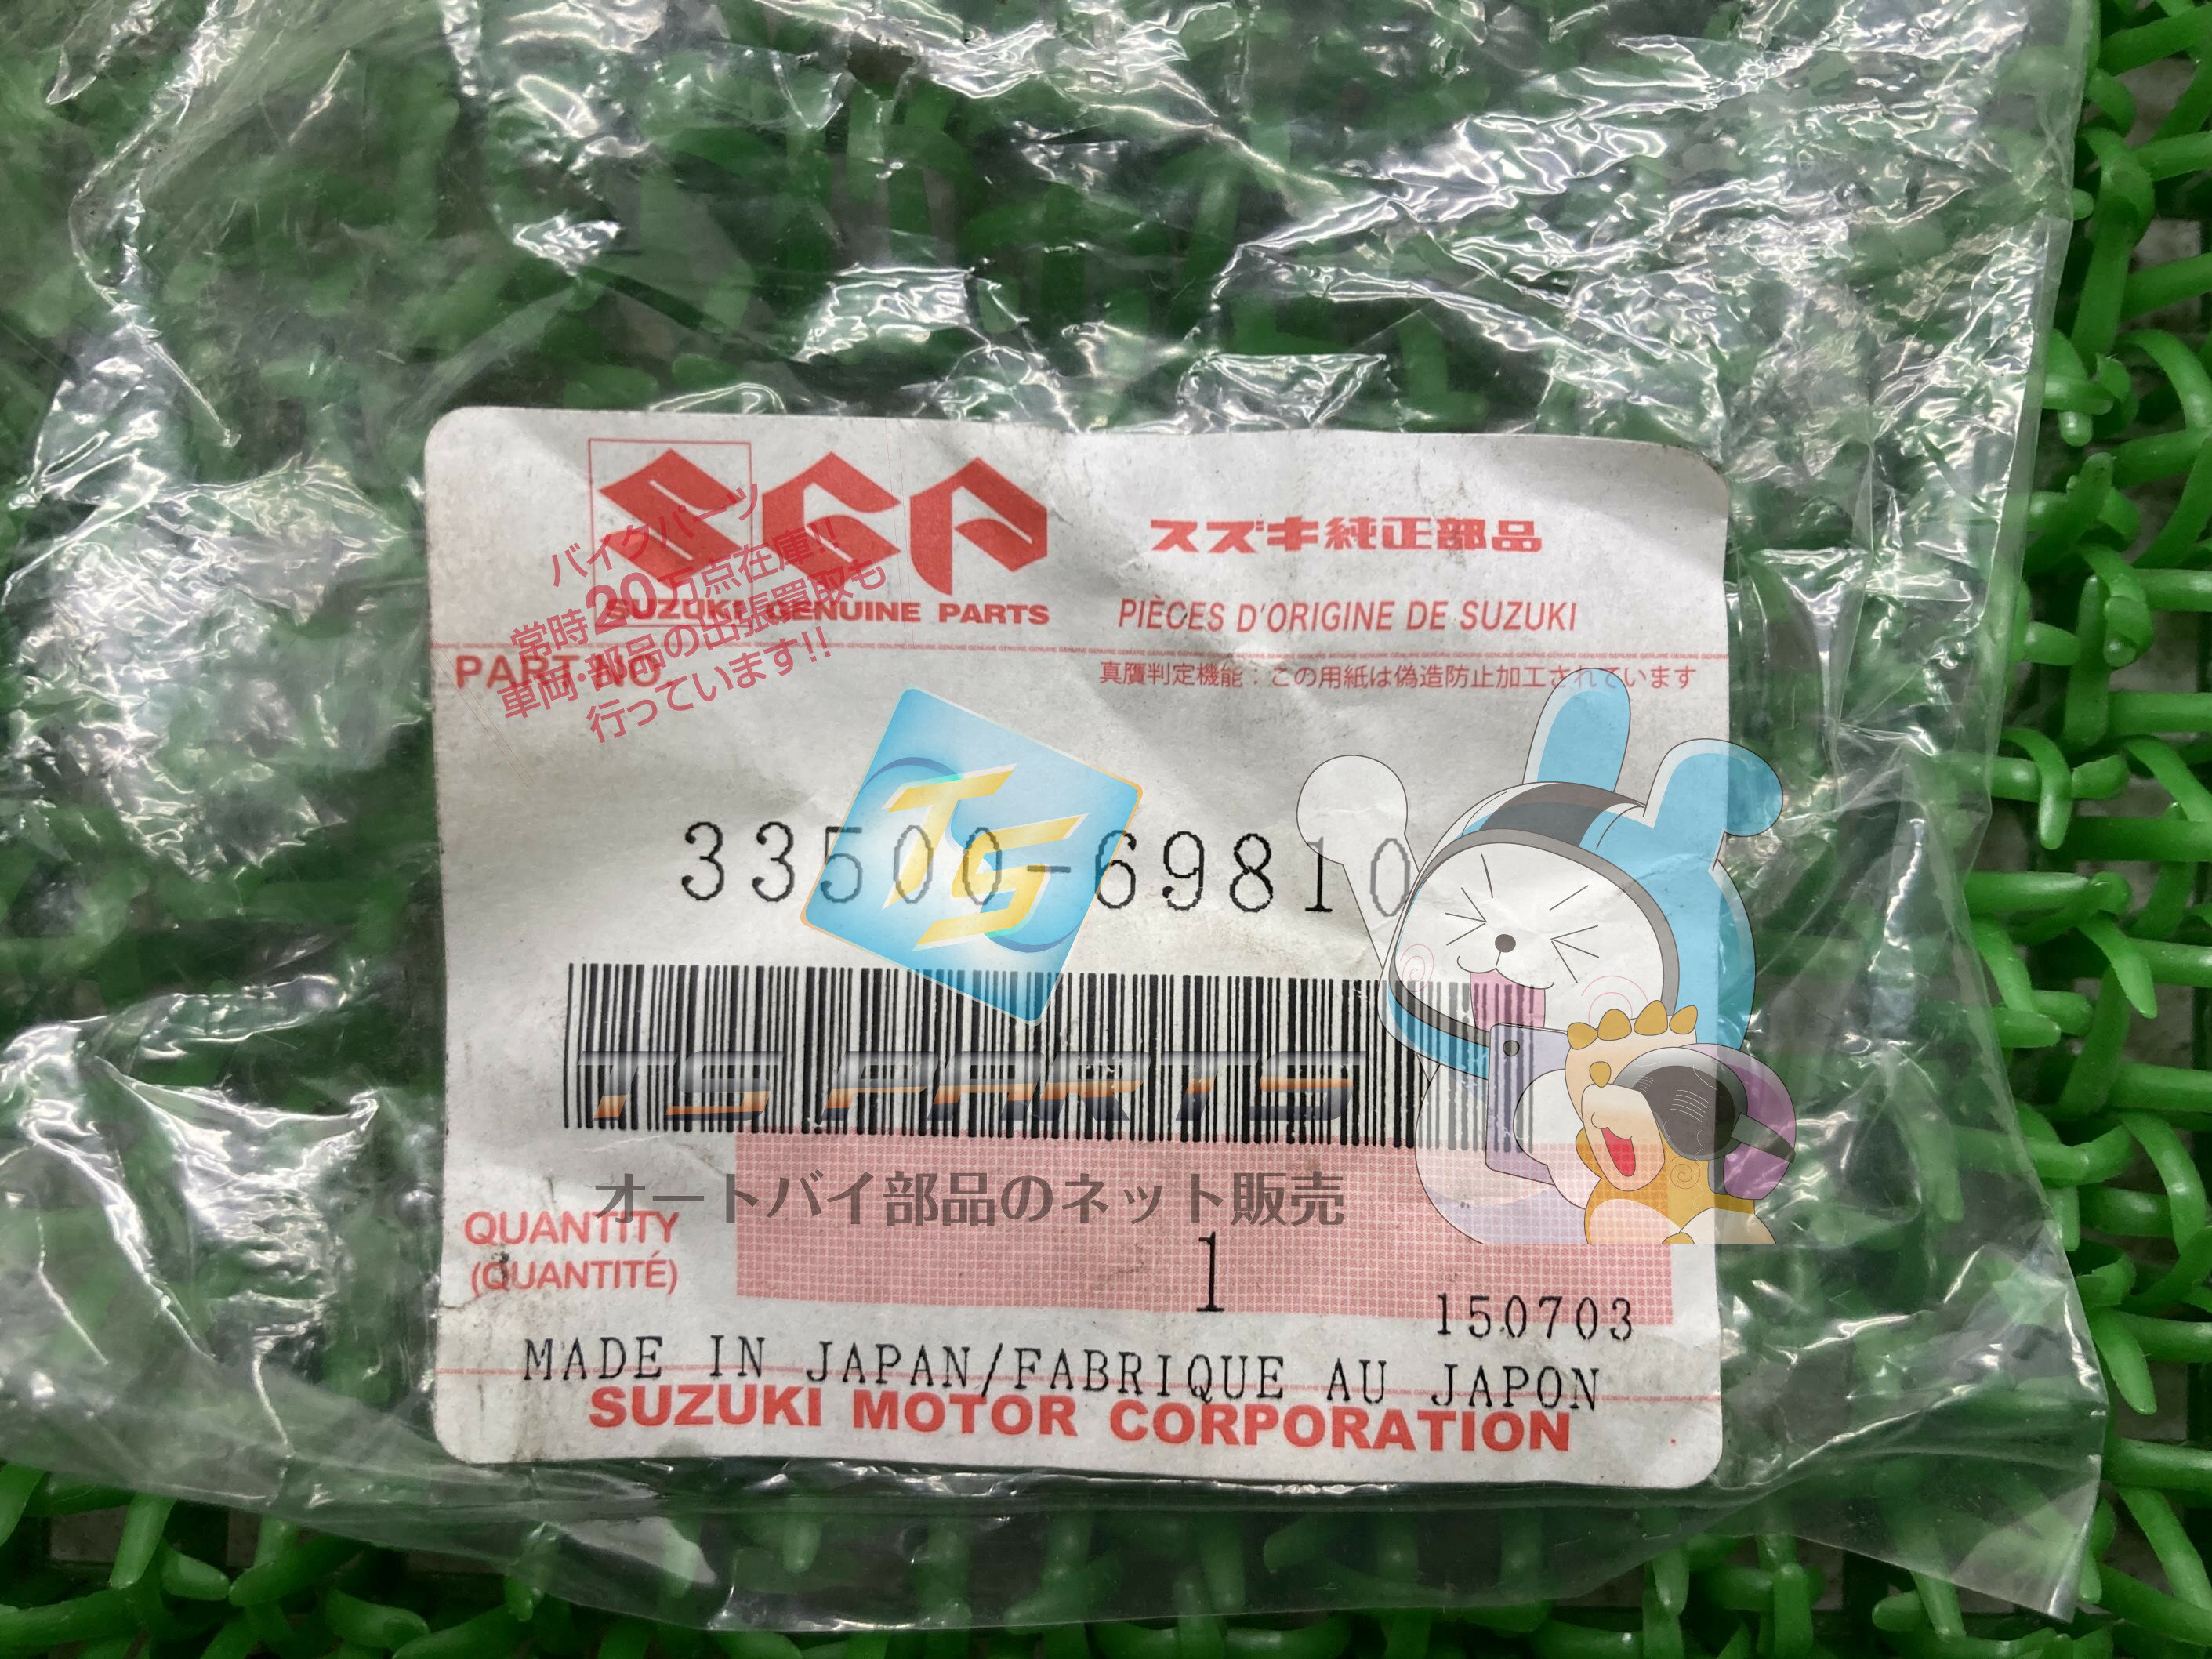 SGP
スズキ純正部品
SUZUKI GENUINE PARTS
PIÈCES D'ORIGINE DE SUZUKI
バイクパーツ
常時20万点在庫!!
車両・部品の出張買取も
行っています!!
PART NO.
真贋判定機能:この用紙は偽造防止加工されています
TS
33500-69810
TS PARTS
オートバイ部品のネット販売
QUANTITY
(QUANTITÉ)
1
150703
MADE IN JAPAN/FABRIQUE AU JAPON
SUZUKI MOTOR CORPORATION